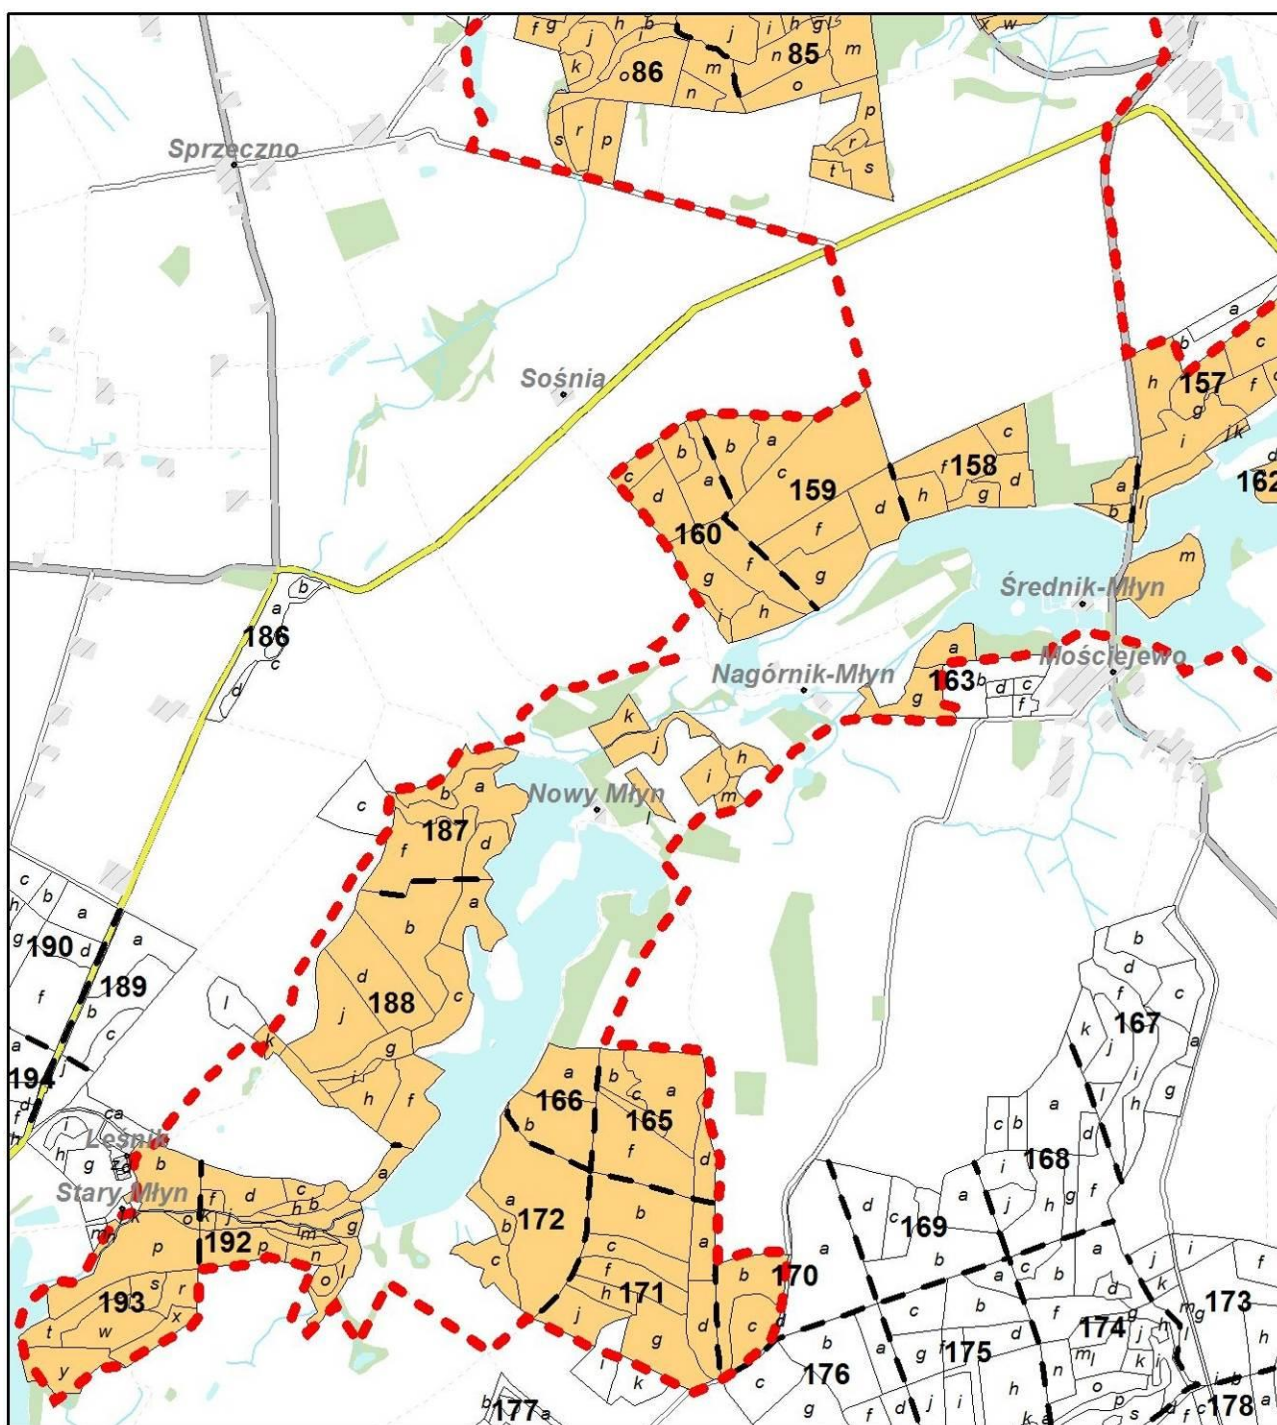 f g j h b i j i h g l m x w
k o 86 m n 85 n o
s r p p r t s
Sprzeczno
a
b c
h 157 f
g i j k
Sośnia
b a c b
c d a 159 f 158 c d
h g a b l d 162
160 f d
g f g
i h
m
Średnik-Młyn
b
a
186
c
d
a
Mościejewo
Nagórnik-Młyn
163 b d c
g f
k j h
i m
l
a b
c
Nowy Młyn
187 d
f
c b a
h
g 190 d a
189
f b c
a j
194
d
f
h
a
b
c
d 188
j
l k g
i h f
b
d
f c
k 167
j a
l i g
h
a b c a
166 165
b f d
ca
i
Leśnik
h g
z
b
Stary Młyn
f d c h b
k j
o k m g
a
m n
p 192 p n l o
s r
193 x
t w
y
a
b 172
c
b
a
c
f
h 171
j g d
l k
b 170
c d
a
c b d
i 168
j h g f
d c a
169
a b
a c b a
j i f
d k
c b f g m g 173
h
b a d 174 j l h
176 g f 175 n m l k i
c o
g f d j i h p
k s
a
d f c i b a 178
b 177 a